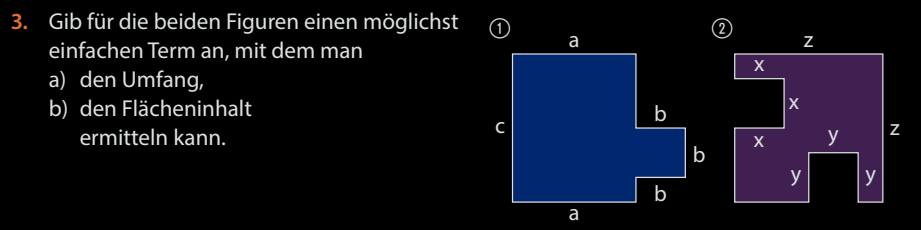 3. Gib für die beiden Figuren einen möglichst
einfachen Term an, mit dem man
a) den Umfang,
b) den Flächeninhalt
ermitteln kann.
①
a
c
b
b
b
a
②
z
x
x
x
y
z
y
y